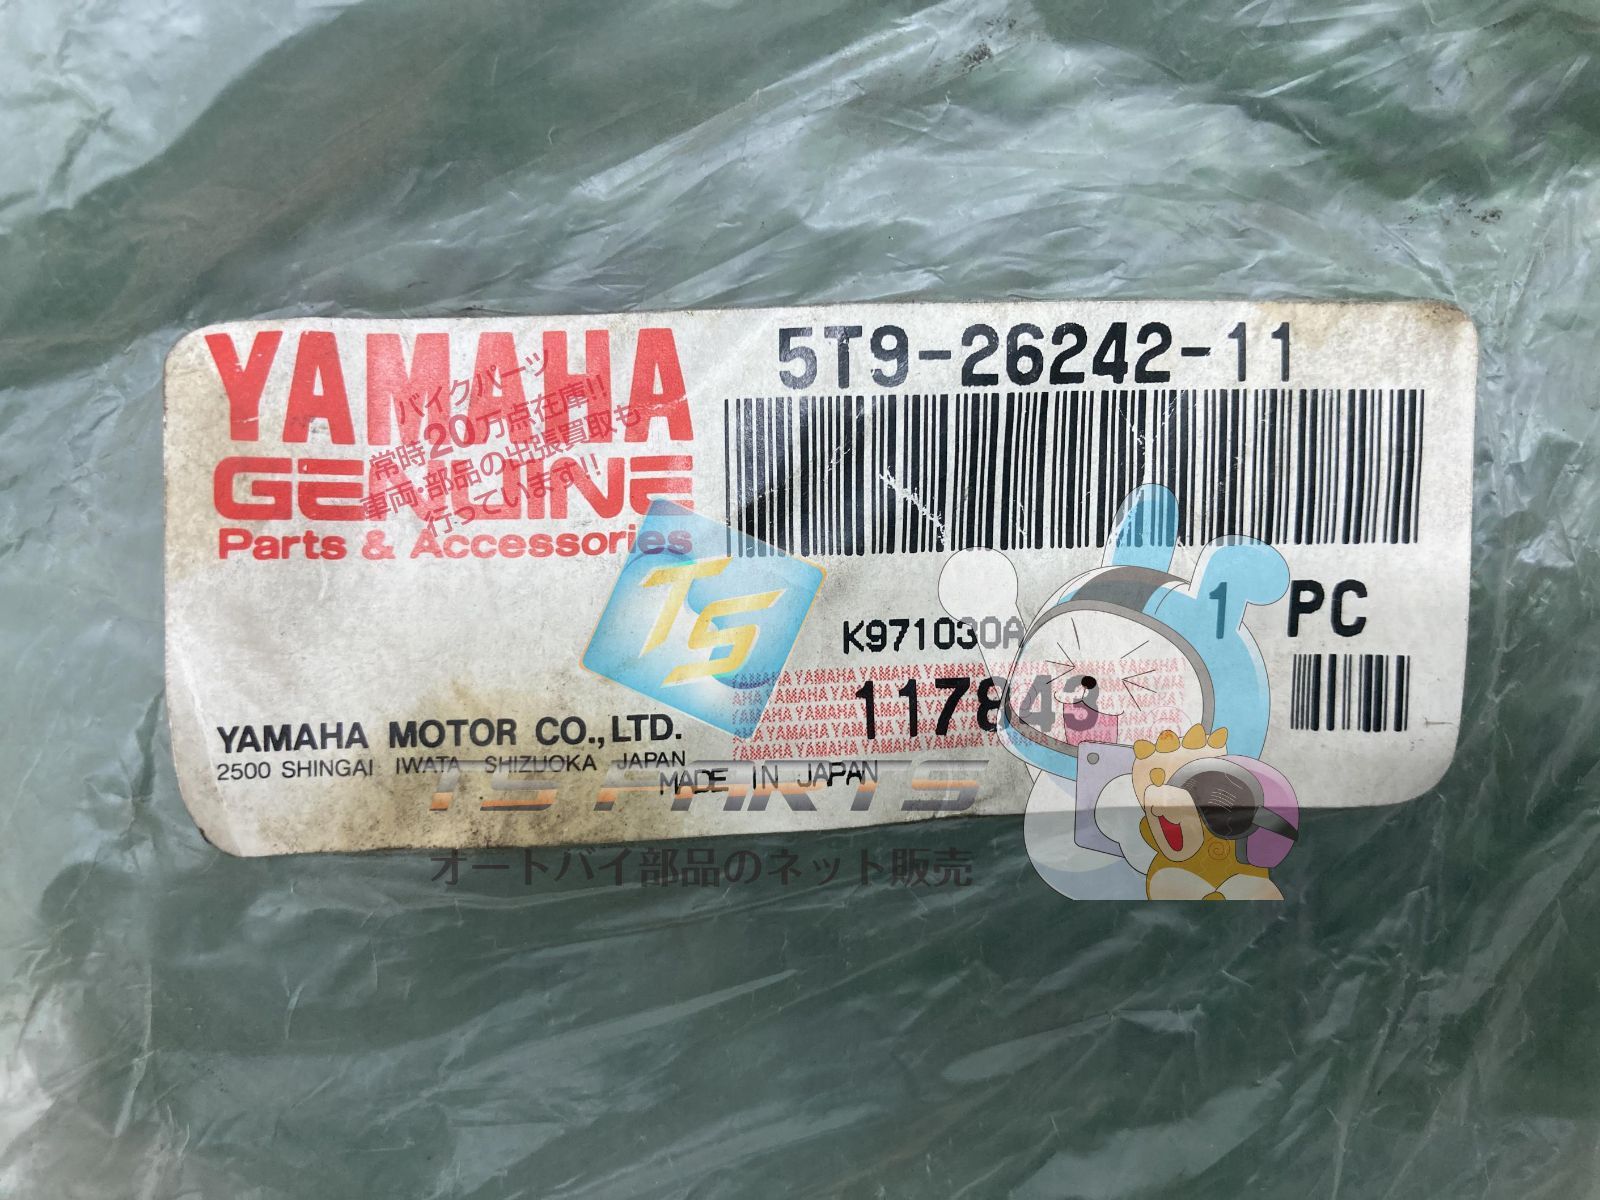 YAMAHA
GENUINE
Parts & Accessories
5T9-26242-11
1 PC
K971030A
117843
YAMAHA MOTOR CO.,LTD.
2500 SHINGAI IWATA SHIZUOKA JAPAN
MADE IN JAPAN
バイクパーツ
常時20万点在庫!!
車両・部品の出張買取も
行っています!!
TS
TS PARTS
オートバイ部品のネット販売